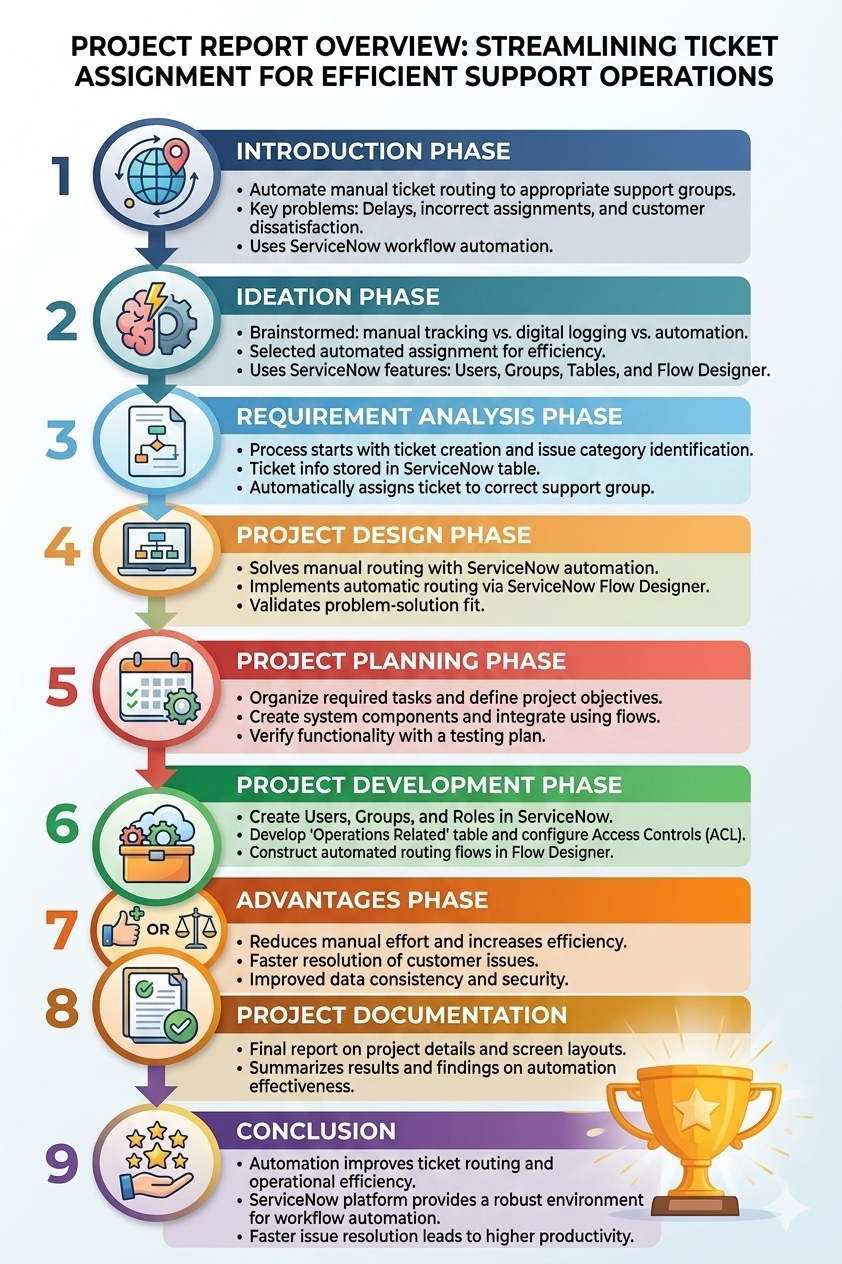 PROJECT REPORT OVERVIEW: STREAMLINING TICKET
ASSIGNMENT FOR EFFICIENT SUPPORT OPERATIONS
1
INTRODUCTION PHASE
• Automate manual ticket routing to appropriate support groups.
• Key problems: Delays, incorrect assignments, and customer
dissatisfaction.
• Uses ServiceNow workflow automation.
2
IDEATION PHASE
• Brainstormed: manual tracking vs. digital logging vs. automation.
• Selected automated assignment for efficiency.
• Uses ServiceNow features: Users, Groups, Tables, and Flow Designer.
3
REQUIREMENT ANALYSIS PHASE
• Process starts with ticket creation and issue category identification.
• Ticket info stored in ServiceNow table.
• Automatically assigns ticket to correct support group.
4
PROJECT DESIGN PHASE
• Solves manual routing with ServiceNow automation.
• Implements automatic routing via ServiceNow Flow Designer.
• Validates problem-solution fit.
5
PROJECT PLANNING PHASE
• Organize required tasks and define project objectives.
• Create system components and integrate using flows.
• Verify functionality with a testing plan.
6
PROJECT DEVELOPMENT PHASE
• Create Users, Groups, and Roles in ServiceNow.
• Develop 'Operations Related' table and configure Access Controls (ACL).
• Construct automated routing flows in Flow Designer.
7
OR
ADVANTAGES PHASE
• Reduces manual effort and increases efficiency.
• Faster resolution of customer issues.
• Improved data consistency and security.
8
PROJECT DOCUMENTATION
• Final report on project details and screen layouts.
• Summarizes results and findings on automation
effectiveness.
9
CONCLUSION
• Automation improves ticket routing and
operational efficiency.
• ServiceNow platform provides a robust environment
for workflow automation.
• Faster issue resolution leads to higher productivity.